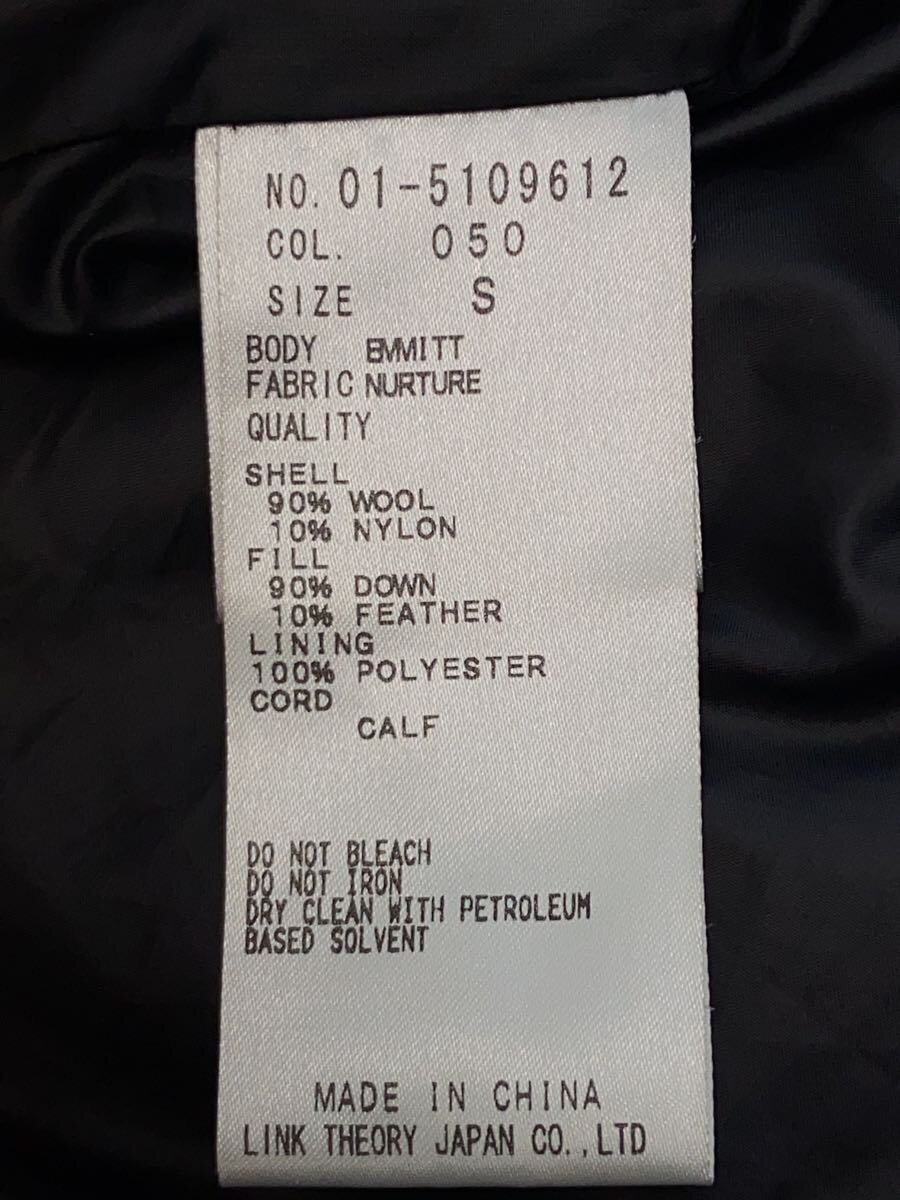 NO. 01-5109612
COL. 050
SIZE S
BODY EMMITT
FABRIC NURTURE
QUALITY
SHELL
90% WOOL
10% NYLON
FILL
90% DOWN
10% FEATHER
LINING
100% POLYESTER
CORD
CALF
DO NOT BLEACH
DO NOT IRON
DRY CLEAN WITH PETROLEUM
BASED SOLVENT
MADE IN CHINA
LINK THEORY JAPAN CO.,LTD